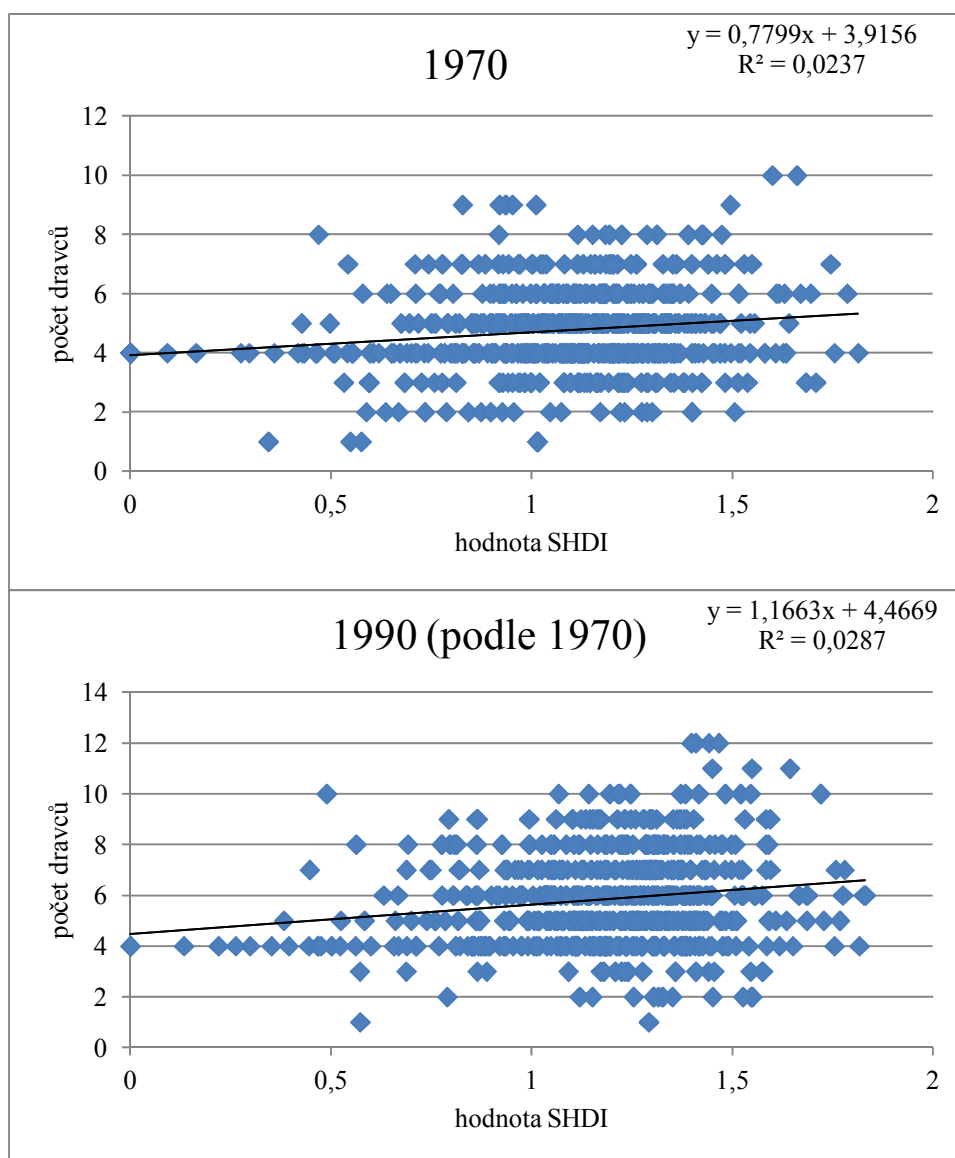 y = 0,7799x + 3,9156
R² = 0,0237
1970
12
10
8
6
4
2
0
počet dravců
0 0,5 1 1,5 2
hodnota SHDI
y = 1,1663x + 4,4669
R² = 0,0287
1990 (podle 1970)
14
12
10
8
6
4
2
0
počet dravců
0 0,5 1 1,5 2
hodnota SHDI